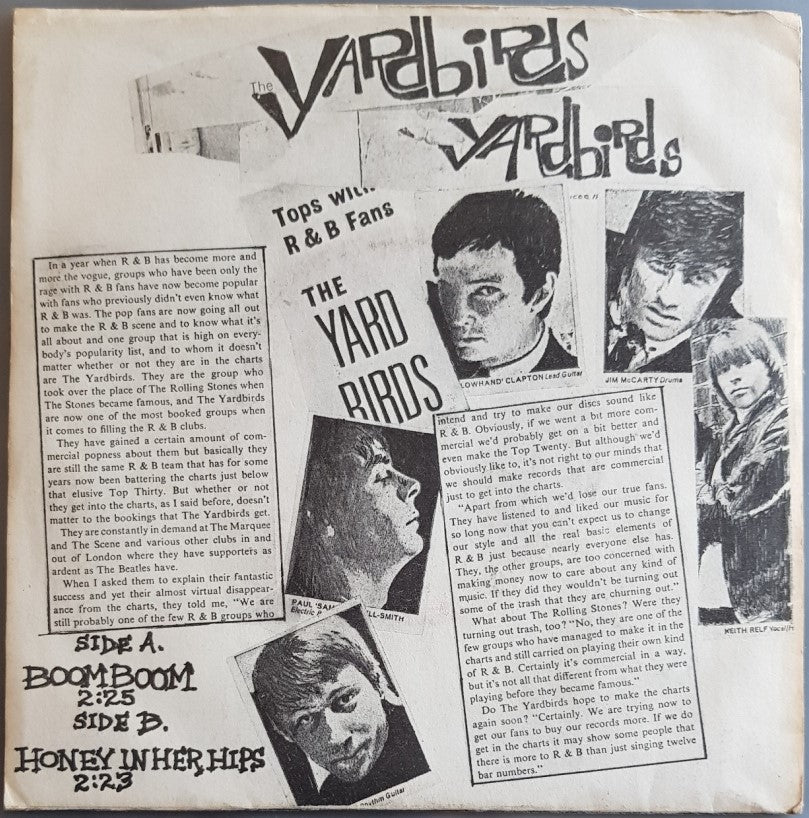 The YARDbiRDs
YARDbiRDs
Tops with
R & B Fans
THE
YARD
BIRDS
LOWHAND' CLAPTON Lead Guitar
JIM McCARTY Drums
In a year when R & B has become more and
more the vogue, groups who have been only the
rage with R & B fans have now become popular
with fans who previously didn't even know what
R & B was. The pop fans are now going all out
to make the R & B scene and to know what it's
all about and one group that is high on every-
body's popularity list, and to whom it doesn't
matter whether or not they are in the charts
are The Yardbirds. They are the group who
took over the place of The Rolling Stones when
The Stones became famous, and The Yardbirds
are now one of the most booked groups when
it comes to filling the R & B clubs.
They have gained a certain amount of com-
mercial popness about them but basically they
are still the same R & B team that has for some
years now been battering the charts just below
that elusive Top Thirty. But whether or not
they get into the charts, as I said before, doesn't
matter to the bookings that The Yardbirds get.
They are constantly in demand at The Marquee
and The Scene and various other clubs in and
out of London where they have supporters as
ardent as The Beatles have.
When I asked them to explain their fantastic
success and yet their almost virtual disappear-
ance from the charts, they told me, "We are
still probably one of the few R & B groups who
intend and try to make our discs sound like
R & B. Obviously, if we went a bit more com-
mercial we'd probably get on a bit better and
even make the Top Twenty. But although we'd
obviously like to, it's not right to our minds that
we should make records that are commercial
just to get into the charts.
"Apart from which we'd lose our true fans.
They have listened to and liked our music for
so long now that you can't expect us to change
our style and all the real basic elements of
R & B just because nearly everyone else has.
They, the other groups, are too concerned with
making money now to care about any kind of
music. If they did they wouldn't be turning out
some of the trash that they are churning out."
What about The Rolling Stones? Were they
turning out trash, too? "No, they are one of the
few groups who have managed to make it in the
charts and still carried on playing their own kind
of R & B. Certainly it's commercial in a way,
but it's not all that different from what they were
playing before they became famous."
Do The Yardbirds hope to make the charts
again soon? "Certainly. We are trying now to
get our fans to buy our records more. If we do
get in the charts it may show some people that
there is more to R & B than just singing twelve
bar numbers."
PAUL 'SAM LL-SMITH
Electric
KEITH RELF Vocal/H
SIDE A.
BOOM BOOM
2:25
SIDE B.
HONEY IN HER HIPS
2:23
hythm Guitar